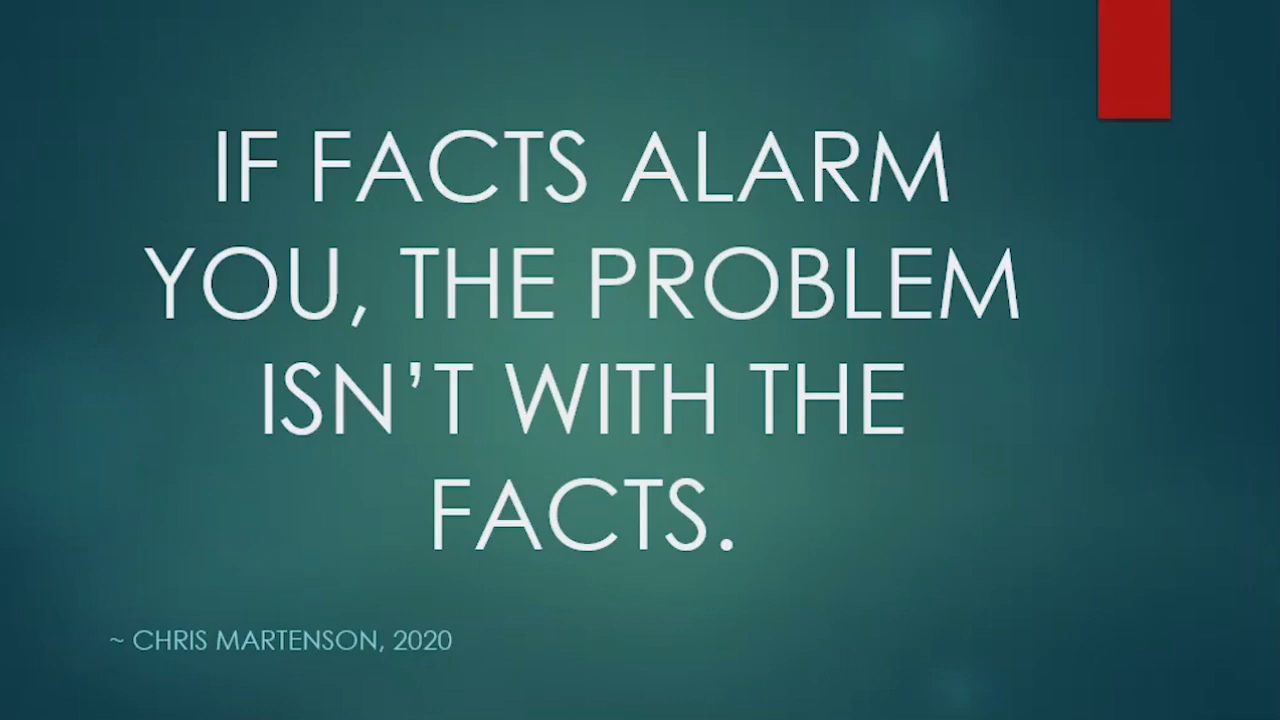 IF FACTS ALARM
YOU, THE PROBLEM
ISN’T WITH THE
FACTS.
~ CHRIS MARTENSON, 2020